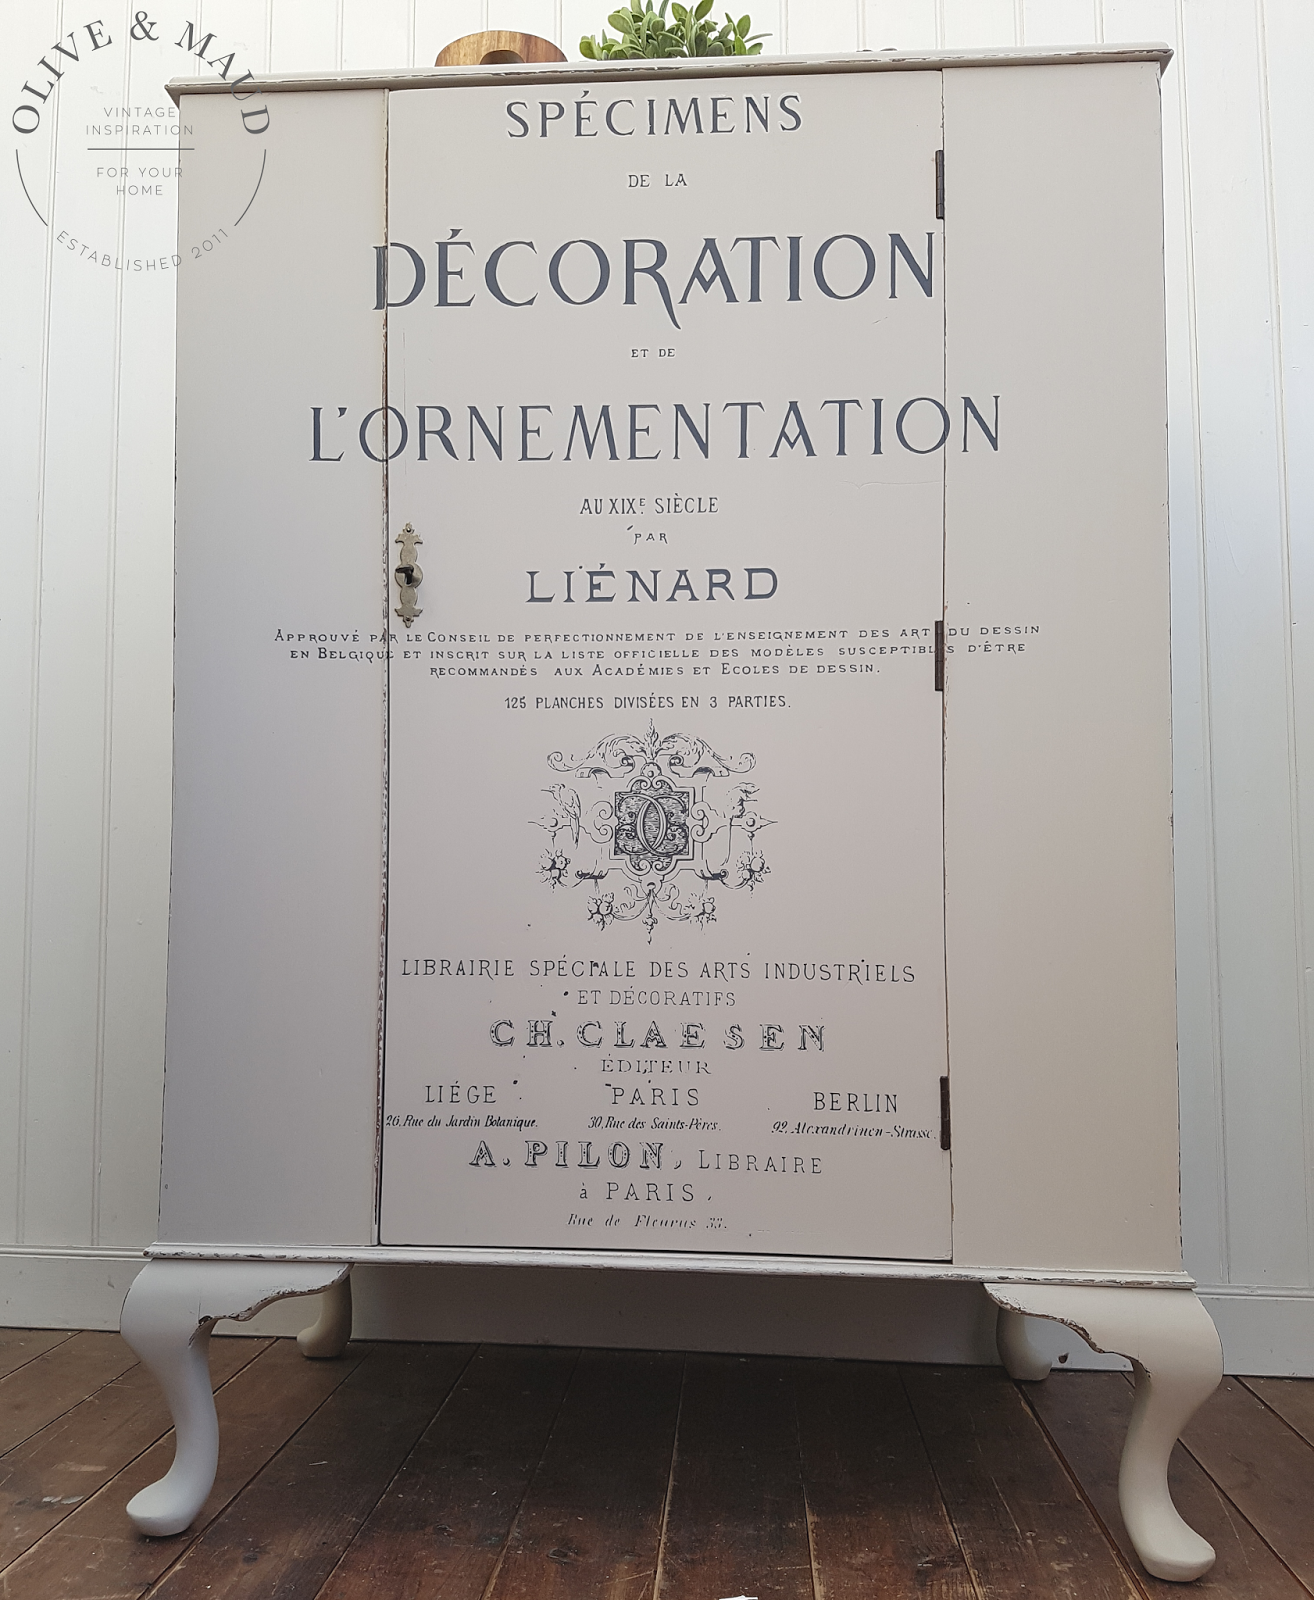 OLIVE & MAUD
VINTAGE
INSPIRATION
FOR YOUR
HOME
ESTABLISHED 2011
SPÉCIMENS
DE LA
DÉCORATION
ET DE
L'ORNEMENTATION
AU XIXE SIÈCLE
PAR
LIÉNARD
APPROUVÉ PAR LE CONSEIL DE PERFECTIONNEMENT DE L'ENSEIGNEMENT DES ART DU DESSIN
EN BELGIQUE ET INSCRIT SUR LA LISTE OFFICIELLE DES MODÈLES SUSCEPTIBLES D'ÊTRE
RECOMMANDÉS AUX ACADÉMIES ET ECOLES DE DESSIN.
125 PLANCHES DIVISÉES EN 3 PARTIES.
LIBRAIRIE SPÉCIALE DES ARTS INDUSTRIELS
ET DÉCORATIFS
CH. CLAESEN
ÉDITEUR
LIÉGE PARIS BERLIN
26, Rue du Jardin Botanique. 30, Rue des Saints-Pères. 92, Alexandrinen-Strasse.
A. PILON, LIBRAIRE
à PARIS,
Rue de Fleurus 33.